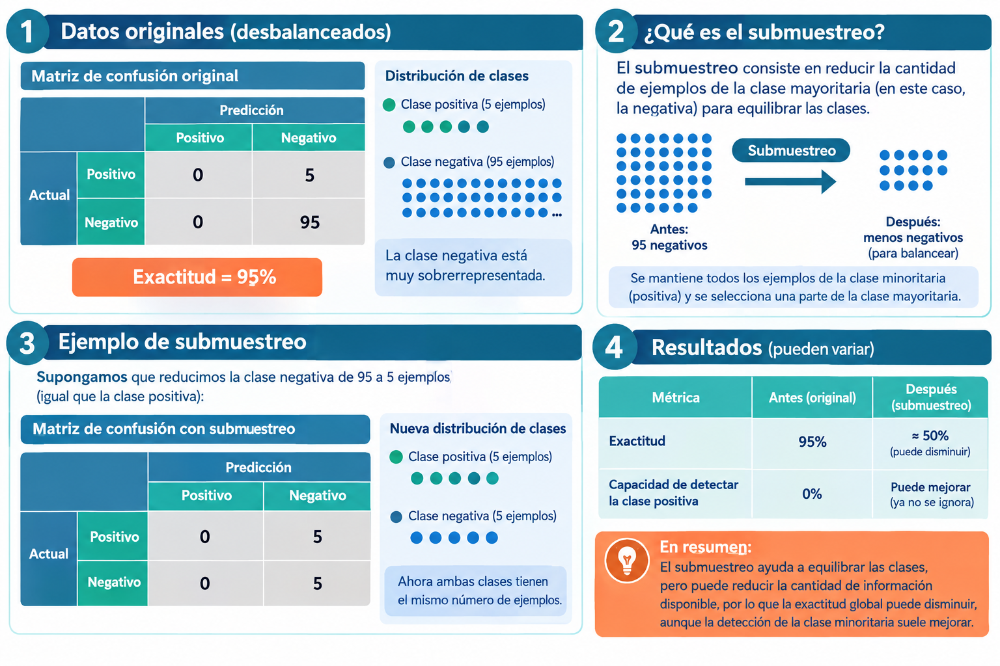 1 Datos originales (desbalanceados)
Matriz de confusión original
Predicción
Positivo Negativo
Actual
Positivo 0 5
Negativo 0 95
Exactitud = 95%
Distribución de clases
Clase positiva (5 ejemplos)
Clase negativa (95 ejemplos)
...
La clase negativa está
muy sobrerrepresentada.
2 ¿Qué es el submuestreo?
El submuestreo consiste en reducir la cantidad
de ejemplos de la clase mayoritaria (en este caso,
la negativa) para equilibrar las clases.
Submuestreo
Antes:
95 negativos
Después:
menos negativos
(para balancear)
Se mantiene todos los ejemplos de la clase minoritaria
(positiva) y se selecciona una parte de la clase mayoritaria.
3 Ejemplo de submuestreo
Supongamos que reducimos la clase negativa de 95 a 5 ejemplos
(igual que la clase positiva):
Matriz de confusión con submuestreo
Predicción
Positivo Negativo
Actual
Positivo 0 5
Negativo 0 5
Nueva distribución de clases
Clase positiva (5 ejemplos)
Clase negativa (5 ejemplos)
Ahora ambas clases tienen
el mismo número de ejemplos.
4 Resultados (pueden variar)
Métrica Antes (original) Después
(submuestreo)
Exactitud 95% ≈ 50%
(puede disminuir)
Capacidad de detectar
la clase positiva 0% Puede mejorar
(ya no se ignora)
En resumen:
El submuestreo ayuda a equilibrar las clases,
pero puede reducir la cantidad de información
disponible, por lo que la exactitud global puede disminuir,
aunque la detección de la clase minoritaria suele mejorar.